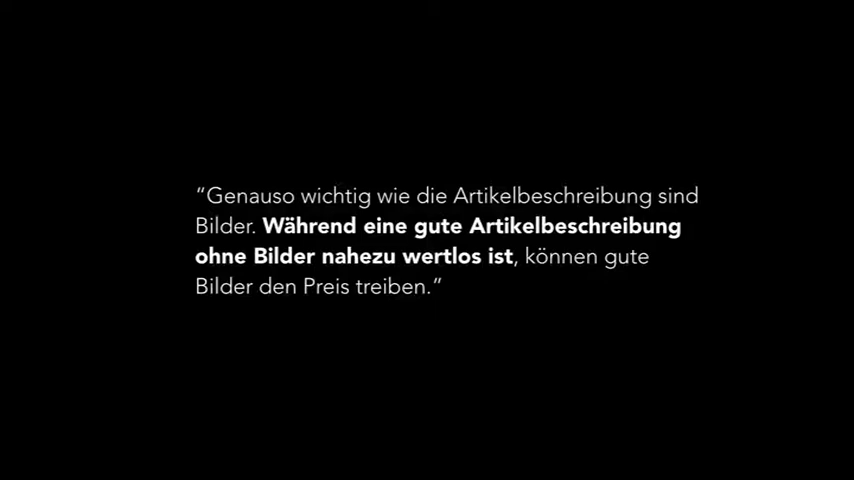 “Genauso wichtig wie die Artikelbeschreibung sind
Bilder. Während eine gute Artikelbeschreibung
ohne Bilder nahezu wertlos ist, können gute
Bilder den Preis treiben.”